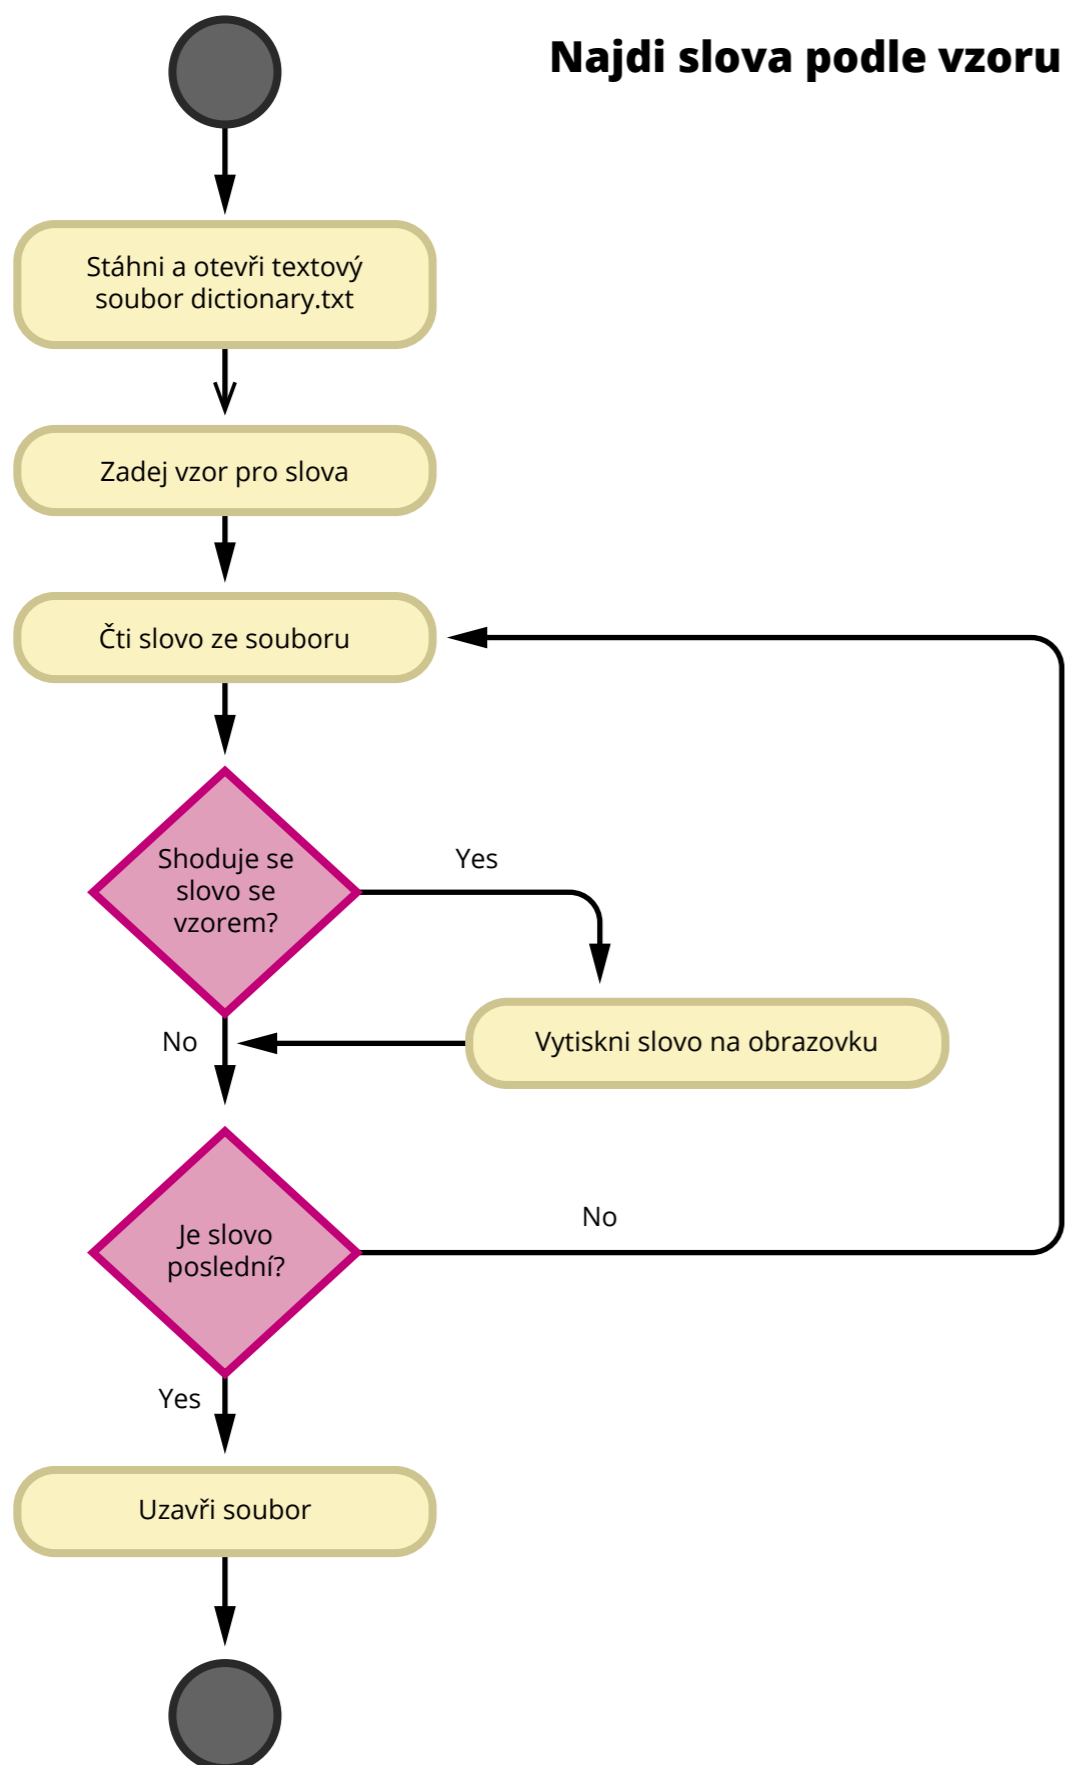 Najdi slova podle vzoru
Stáhni a otevři textový
soubor dictionary.txt
Zadej vzor pro slova
Čti slovo ze souboru
Shoduje se
slovo se
vzorem?
Yes
No
Vytiskni slovo na obrazovku
Je slovo
poslední?
No
Yes
Uzavři soubor